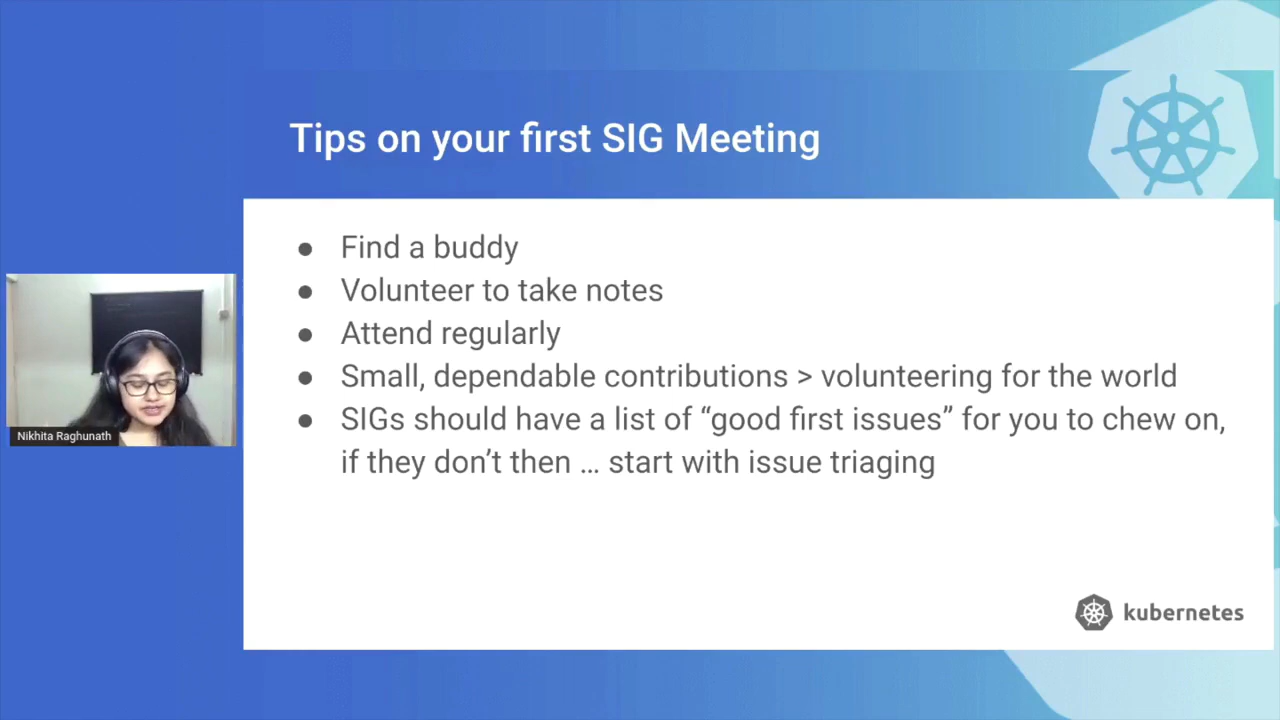 Tips on your first SIG Meeting
● Find a buddy
● Volunteer to take notes
● Attend regularly
● Small, dependable contributions > volunteering for the world
● SIGs should have a list of “good first issues” for you to chew on,
if they don’t then … start with issue triaging
Nikhita Raghunath
kubernetes